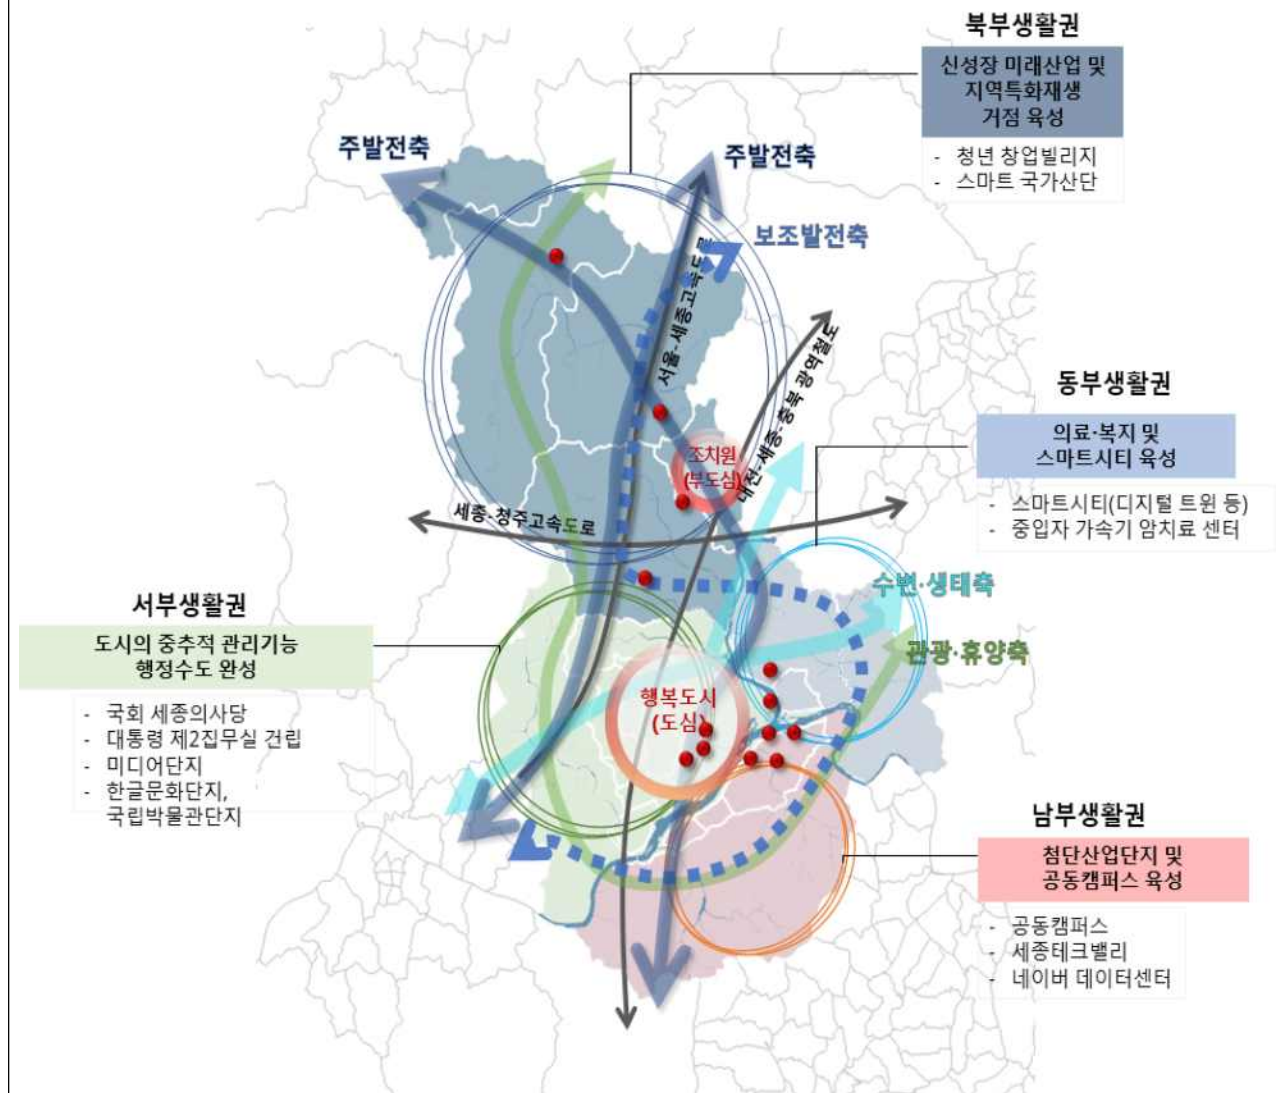 북부생활권
신성장 미래산업 및
지역특화재생
거점 육성
- 청년 창업빌리지
- 스마트 국가산단
주발전축
주발전축
보조발전축
서울-세종고속도로
대전-세종-충북 광역철도
조치원
(부도심)
세종-청주고속도로
동부생활권
의료·복지 및
스마트시티 육성
- 스마트시티(디지털 트윈 등)
- 중입자 가속기 암치료 센터
수변·생태축
관광·휴양축
서부생활권
도시의 중추적 관리기능
행정수도 완성
- 국회 세종의사당
- 대통령 제2집무실 건립
- 미디어단지
- 한글문화단지,
국립박물관단지
행복도시
(도심)
남부생활권
첨단산업단지 및
공동캠퍼스 육성
- 공동캠퍼스
- 세종테크밸리
- 네이버 데이터센터